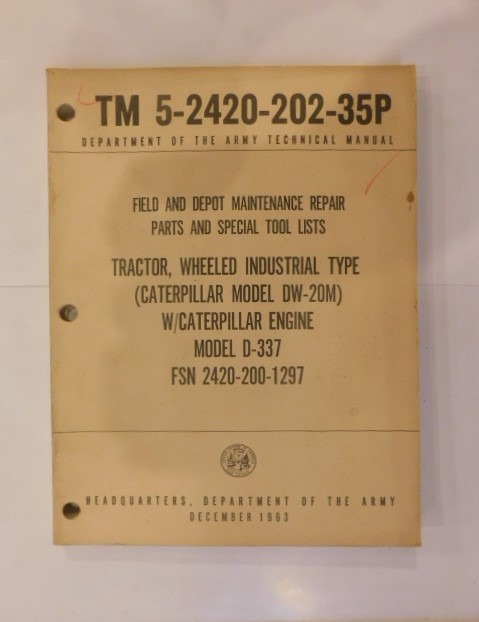 TM 5-2420-202-35P
DEPARTMENT OF THE ARMY TECHNICAL MANUAL
FIELD AND DEPOT MAINTENANCE REPAIR
PARTS AND SPECIAL TOOL LISTS
TRACTOR, WHEELED INDUSTRIAL TYPE
(CATERPILLAR MODEL DW-20M)
W/CATERPILLAR ENGINE
MODEL D-337
FSN 2420-200-1297
HEADQUARTERS, DEPARTMENT OF THE ARMY
DECEMBER 1963